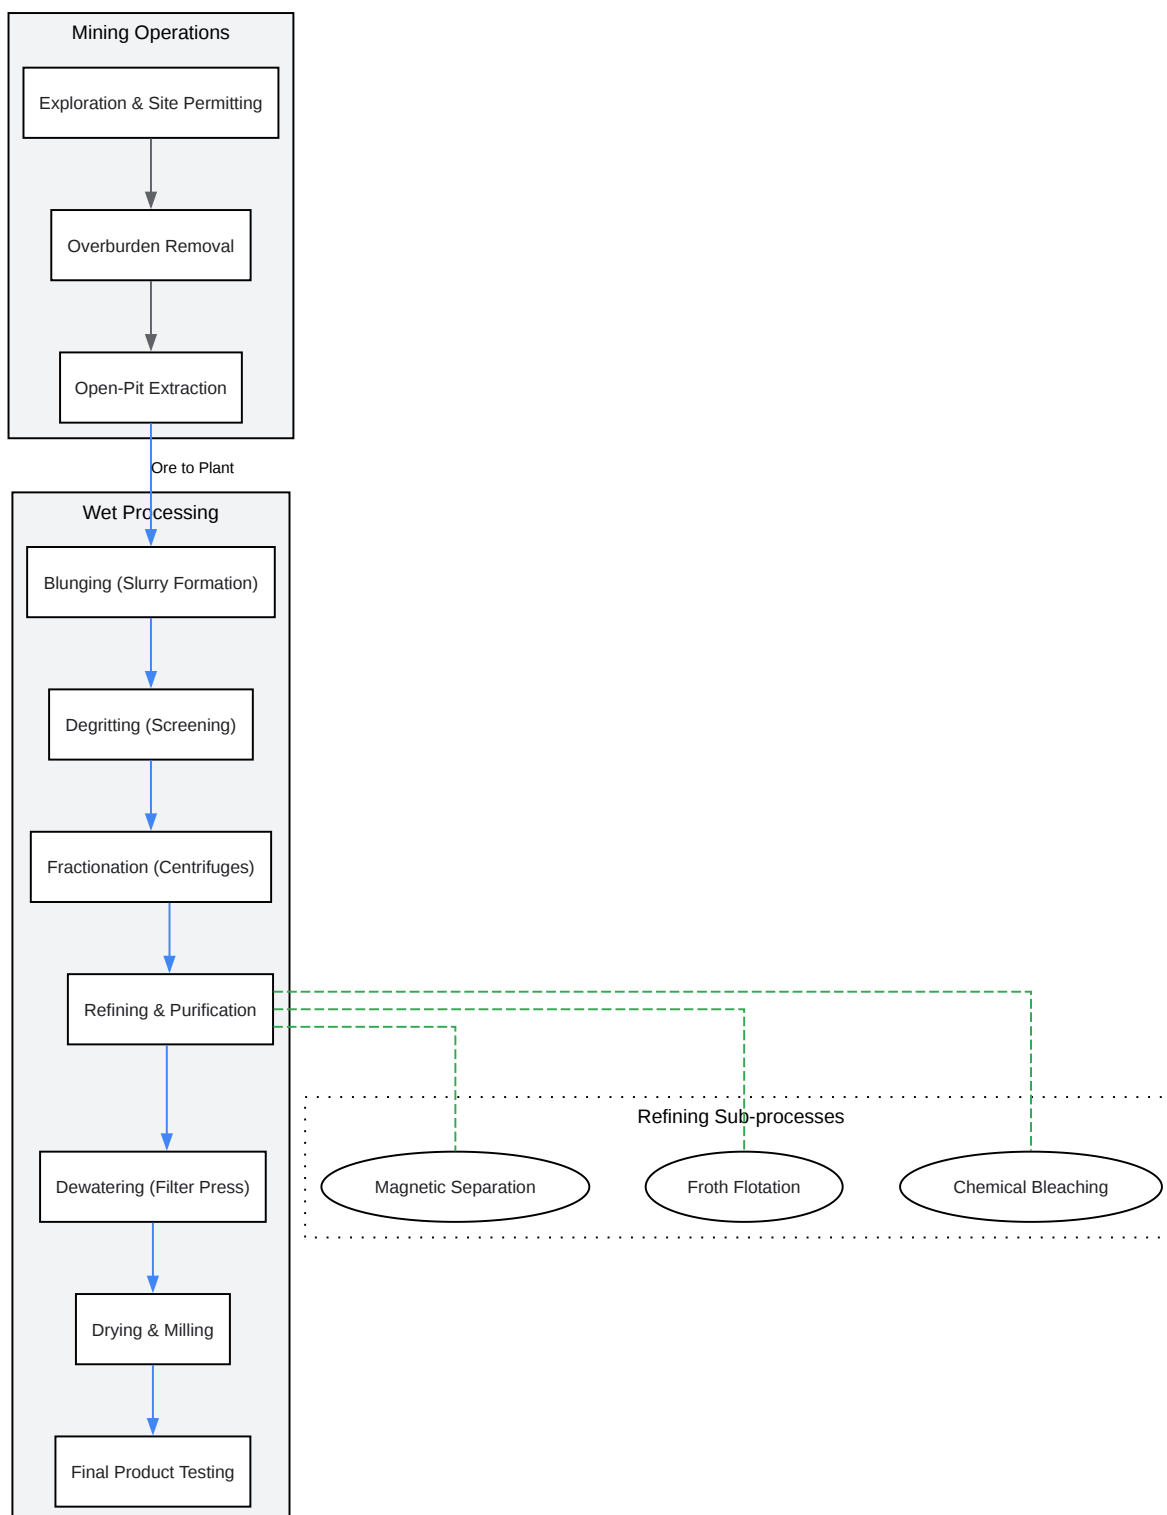 Mining Operations
Exploration & Site Permitting
Overburden Removal
Open-Pit Extraction
Ore to Plant
Wet Processing
Blunging (Slurry Formation)
Degritting (Screening)
Fractionation (Centrifuges)
Refining & Purification
Refining Sub-processes
Dewatering (Filter Press)
Magnetic Separation
Froth Flotation
Chemical Bleaching
Drying & Milling
Final Product Testing